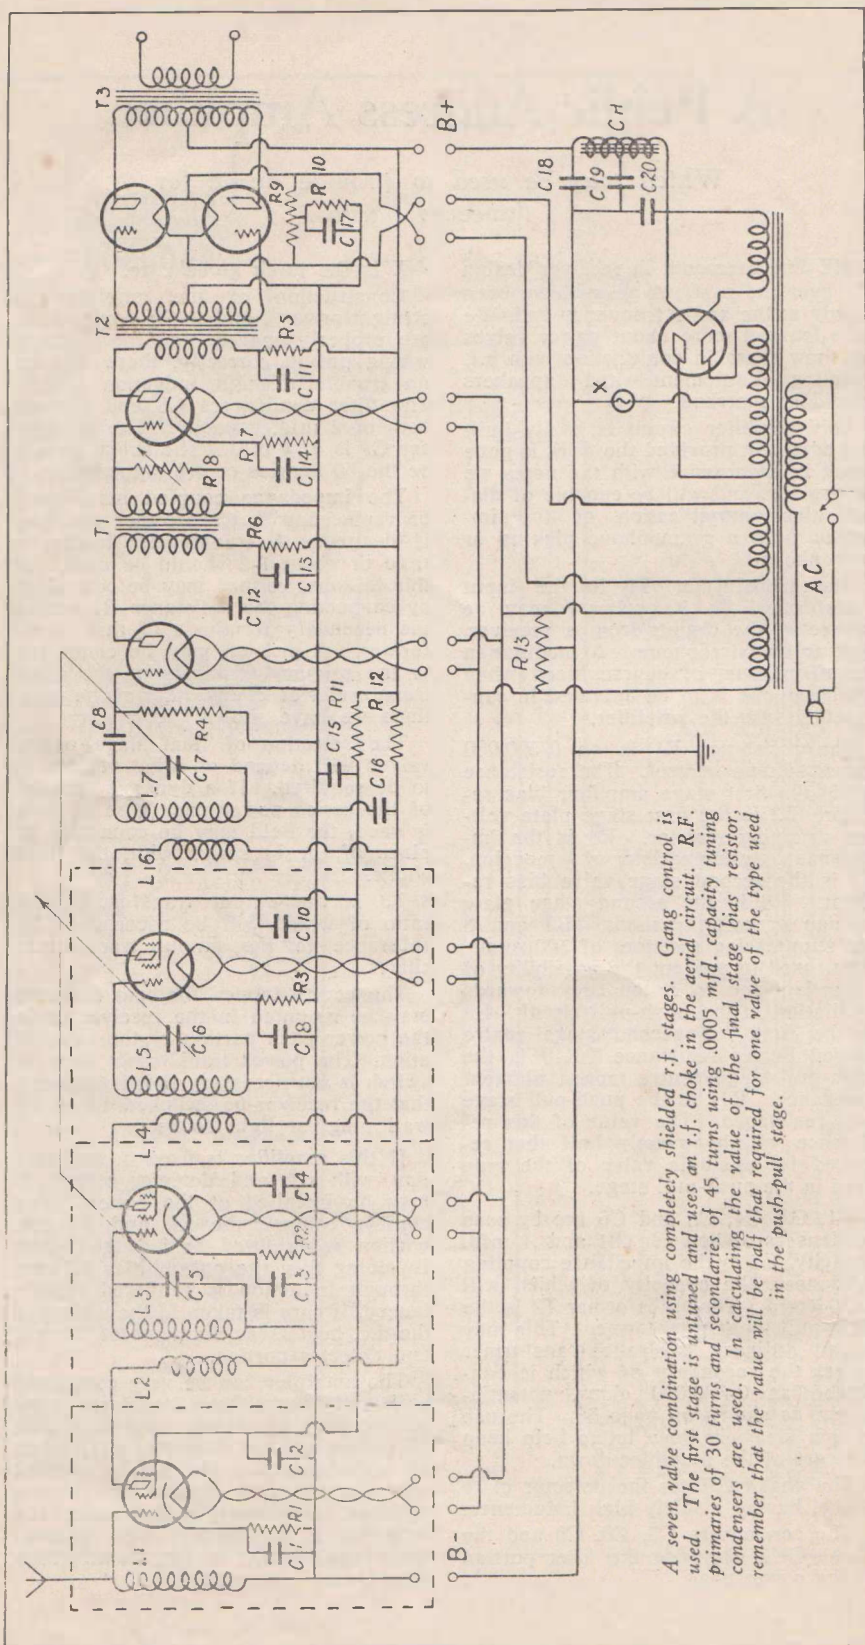 L1
C1
R1
C2
L2
L3
C5
C3
R2
C4
L4
L5
C6
C8
R3
C10
L16
L7
C7
C8
R4
C12
C15
R11
C16
R12
T1
C13
R6
R8
C14
R7
C11
R5
T2
R9
C17
R10
T3
B-
B+
R13
X
C18
C19
C20
CH
AC
A seven valve combination using completely shielded r.f. stages. Gang control is
used. The first stage is untuned and uses an r.f. choke in the aerial circuit. R.F.
primaries of 30 turns and secondaries of 45 turns using .0005 mfd. capacity tuning
condensers are used. In calculating the value of the final stage bias resistor,
remember that the value will be half that required for one valve of the type used
in the push-pull stage.